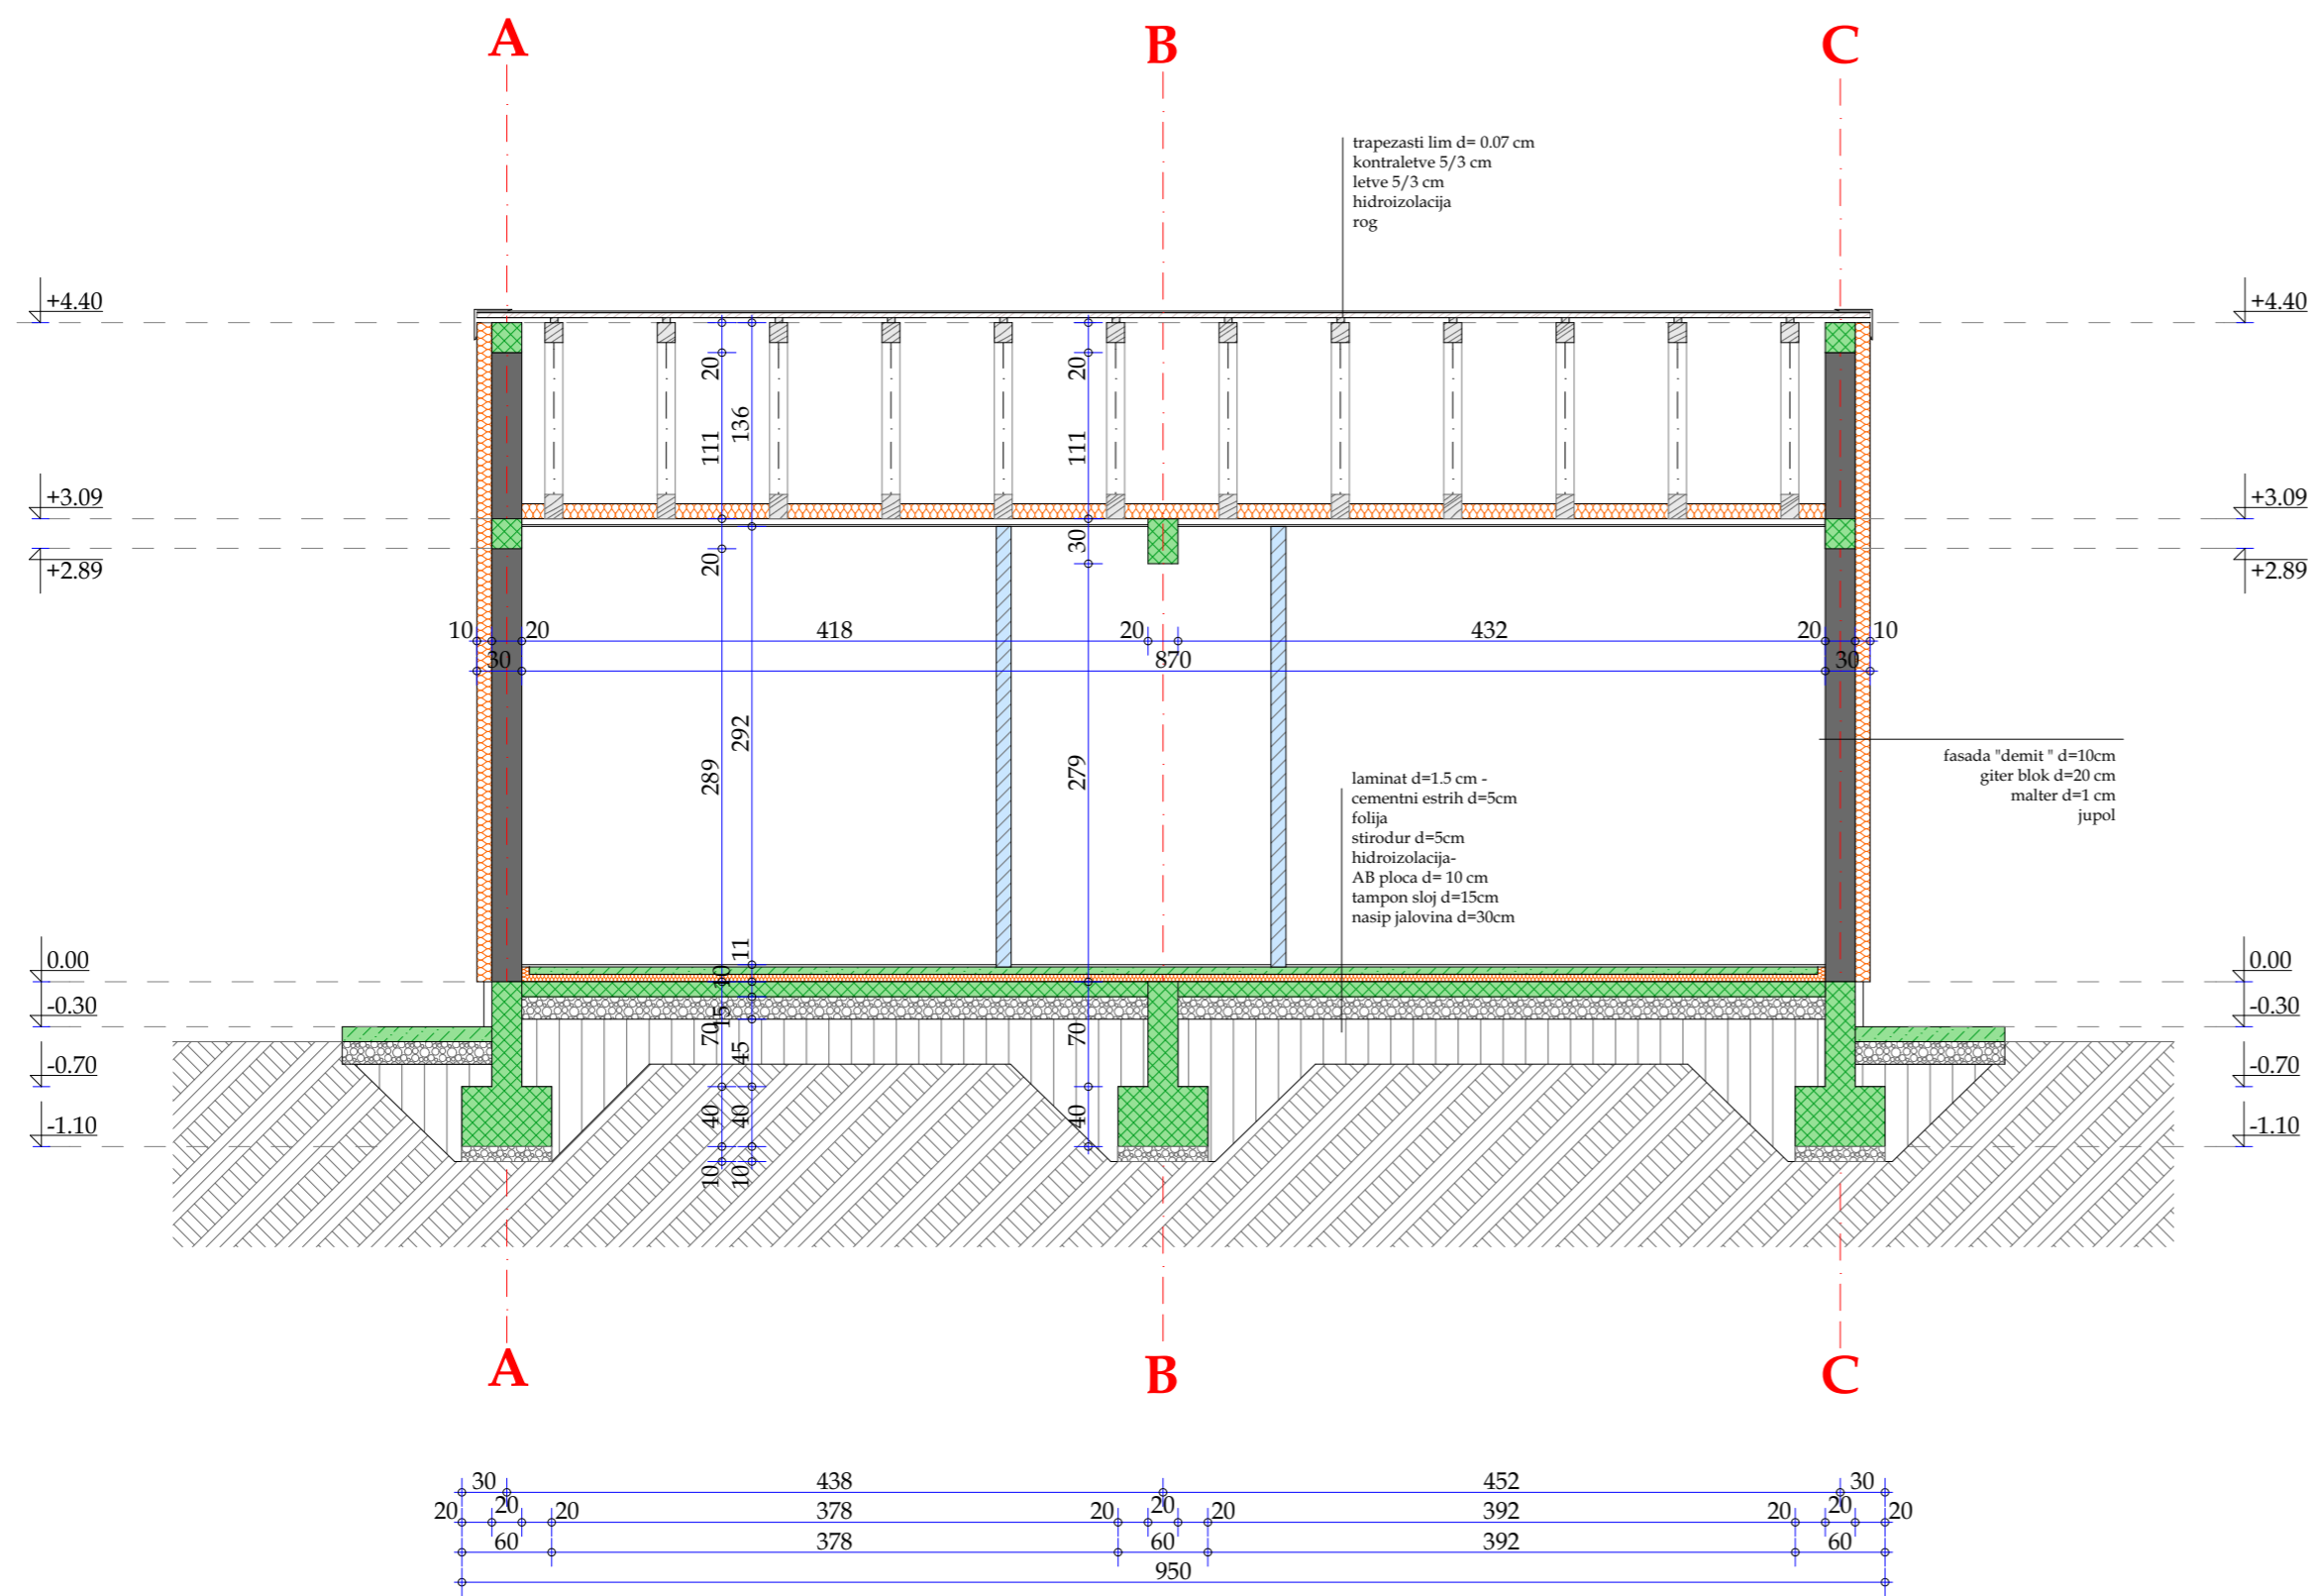 A B C
trapezasti lim d= 0.07 cm
kontraletve 5/3 cm
letve 5/3 cm
hidroizolacija
rog
+4.40 +4.40
20 136 20
111 111
+3.09 +3.09
20 30
+2.89 +2.89
10 20 418 20 432 20 10
30 870 30
292
289 279
fasada "demit " d=10cm
giter blok d=20 cm
malter d=1 cm
jupol
laminat d=1.5 cm -
cementni estrih d=5cm
folija
stirodur d=5cm
hidroizolacija-
AB ploca d= 10 cm
tampon sloj d=15cm
nasip jalovina d=30cm
11
0.00 10 0.00
-0.30 15 -0.30
70 45 70
-0.70 -0.70
40 40 40
-1.10 -1.10
10 10
A B C
30 438 452 30
20 20 20 378 20 20 20 392 20 20 20
60 378 60 392 60
950